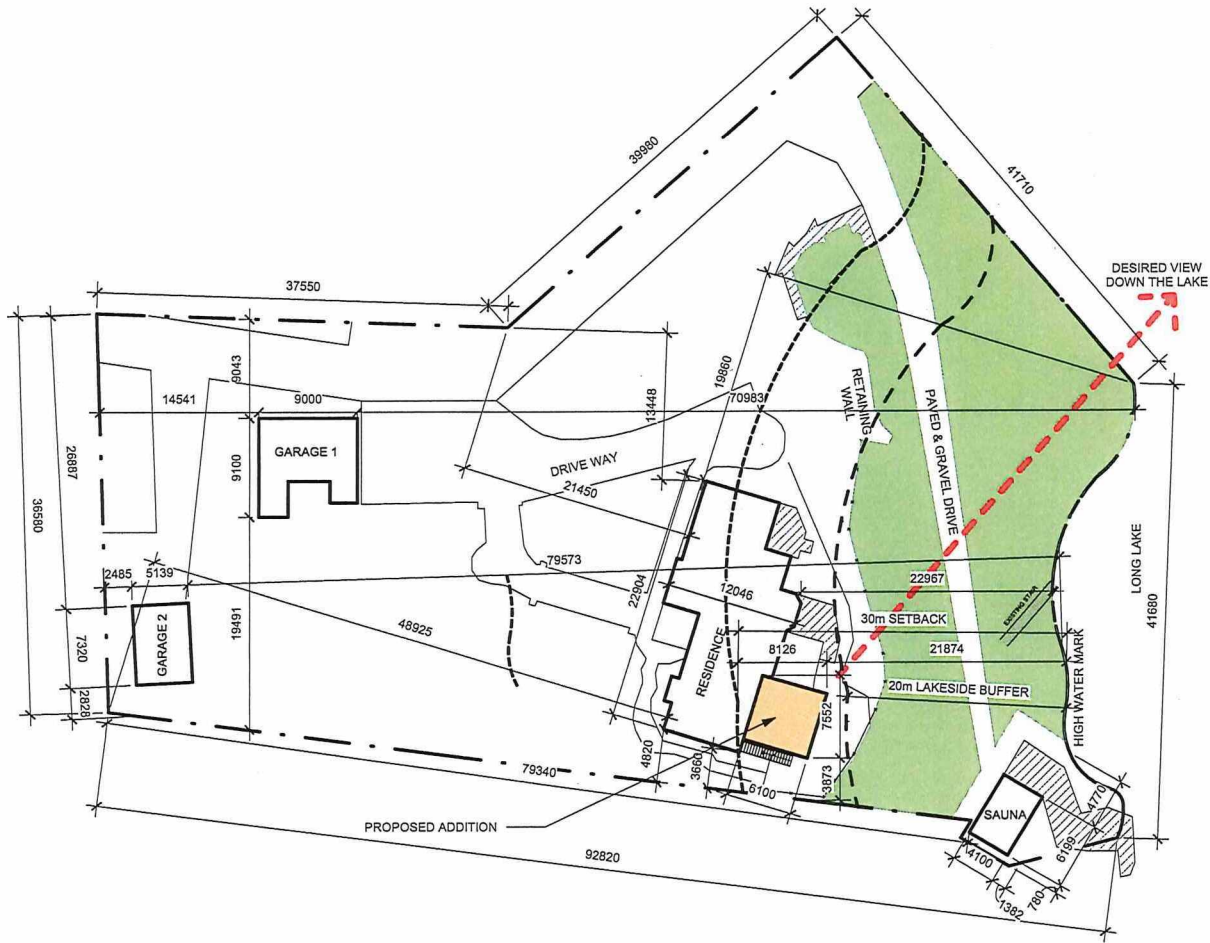 39980
41710
DESIRED VIEW
DOWN THE LAKE
37550
9043
14541
9000
13448
19860
70983
RETAINING
WALL
PAVED & GRAVEL DRIVE
GARAGE 1
9100
DRIVE WAY
21450
26887
36580
LONG LAKE
41680
79573
22967
2485
5139
22904
12046
EXISTING STAIR
30m SETBACK
GARAGE 2
7320
19491
48925
RESIDENCE
8126
21874
20m LAKESIDE BUFFER
HIGH WATER MARK
2828
7552
4820
3660
79340
6100
3873
4770
SAUNA
PROPOSED ADDITION
6199
92820
4100
780
1382